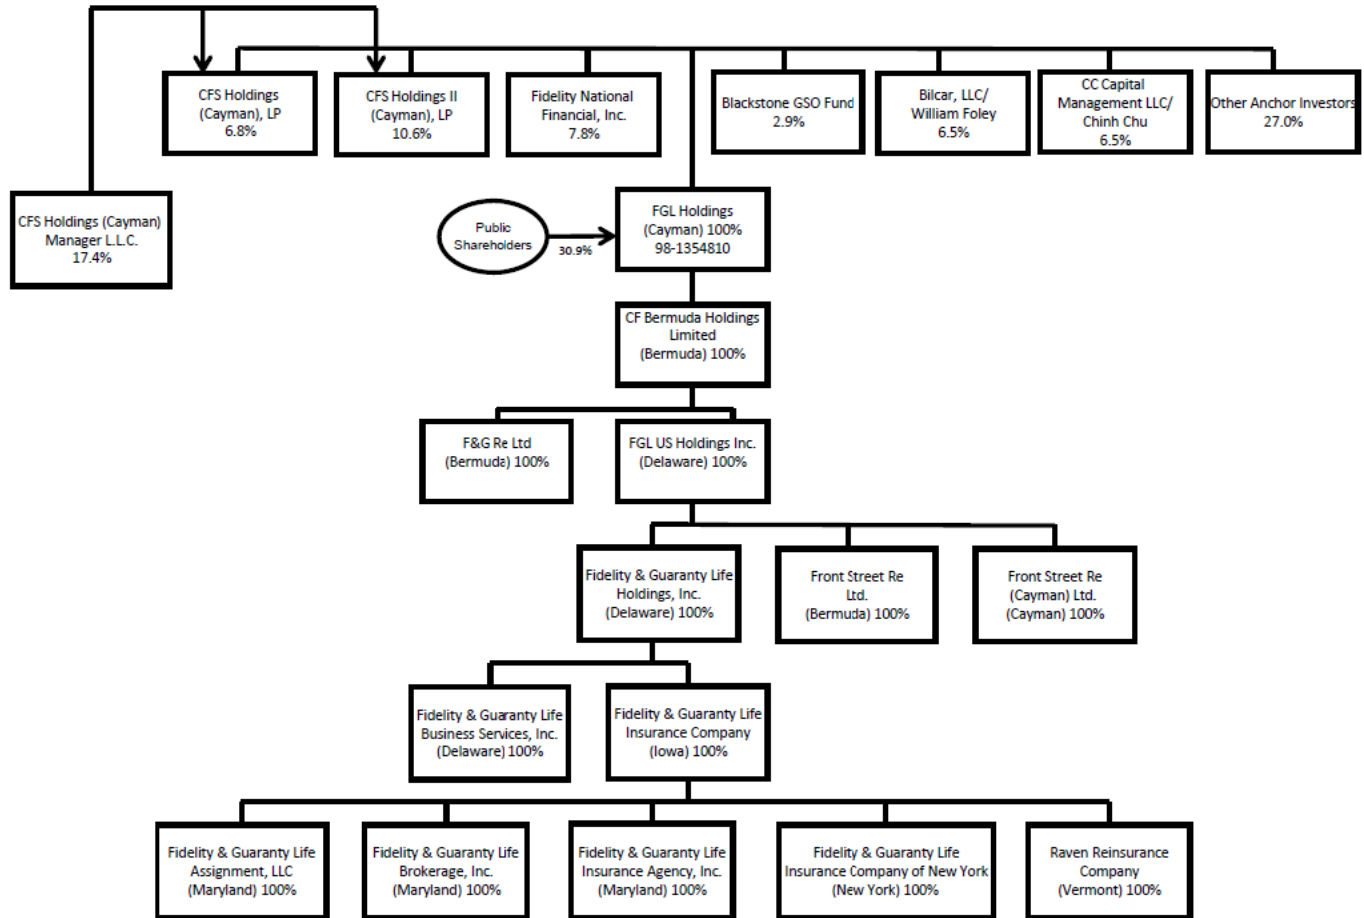 CFS Holdings
(Cayman), LP
6.8%
CFS Holdings II
(Cayman), LP
10.6%
Fidelity National
Financial, Inc.
7.8%
Blackstone GSO Fund
2.9%
Bilcar, LLC/
William Foley
6.5%
CC Capital
Management LLC/
Chinh Chu
6.5%
Other Anchor Investors
27.0%
CFS Holdings (Cayman)
Manager L.L.C.
17.4%
Public
Shareholders
30.9%
FGL Holdings
(Cayman) 100%
98-1354810
CF Bermuda Holdings
Limited
(Bermuda) 100%
F&G Re Ltd
(Bermuda) 100%
FGL US Holdings Inc.
(Delaware) 100%
Fidelity & Guaranty Life
Holdings, Inc.
(Delaware) 100%
Front Street Re
Ltd.
(Bermuda) 100%
Front Street Re
(Cayman) Ltd.
(Cayman) 100%
Fidelity & Guaranty Life
Business Services, Inc.
(Delaware) 100%
Fidelity & Guaranty Life
Insurance Company
(Iowa) 100%
Fidelity & Guaranty Life
Assignment, LLC
(Maryland) 100%
Fidelity & Guaranty Life
Brokerage, Inc.
(Maryland) 100%
Fidelity & Guaranty Life
Insurance Agency, Inc.
(Maryland) 100%
Fidelity & Guaranty Life
Insurance Company of New York
(New York) 100%
Raven Reinsurance
Company
(Vermont) 100%